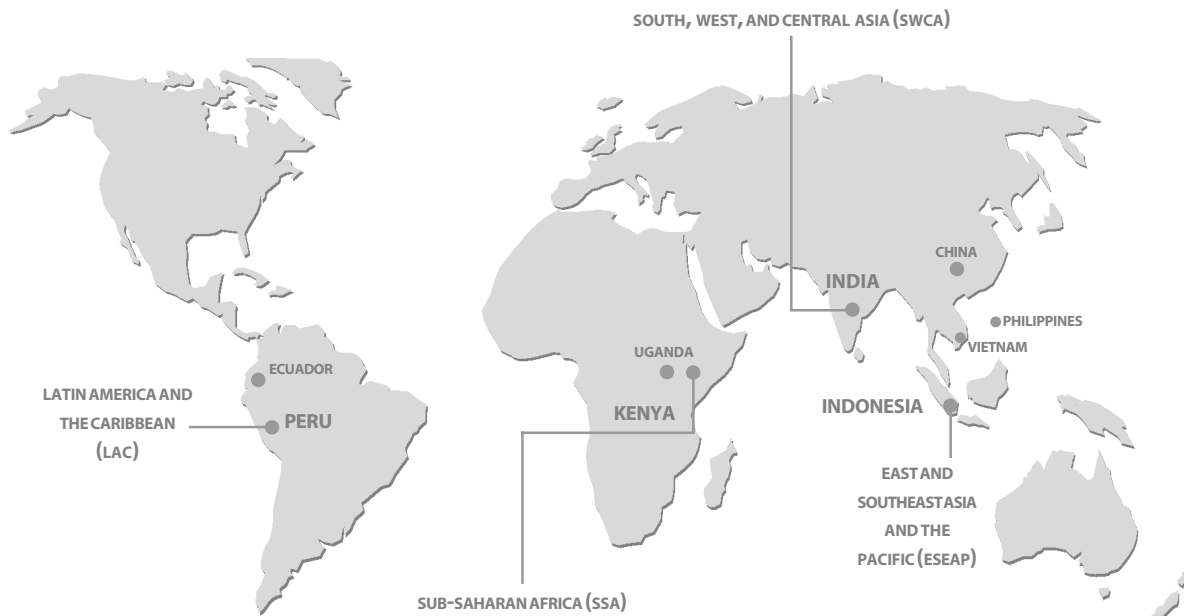 SOUTH, WEST, AND CENTRAL ASIA (SWCA)
CHINA
INDIA
PHILIPPINES
VIETNAM
UGANDA
ECUADOR
LATIN AMERICA AND
THE CARIBBEAN
(LAC)
PERU
KENYA
INDONESIA
EAST AND
SOUTHEAST ASIA
AND THE
PACIFIC (ESEAP)
SUB-SAHARAN AFRICA (SSA)